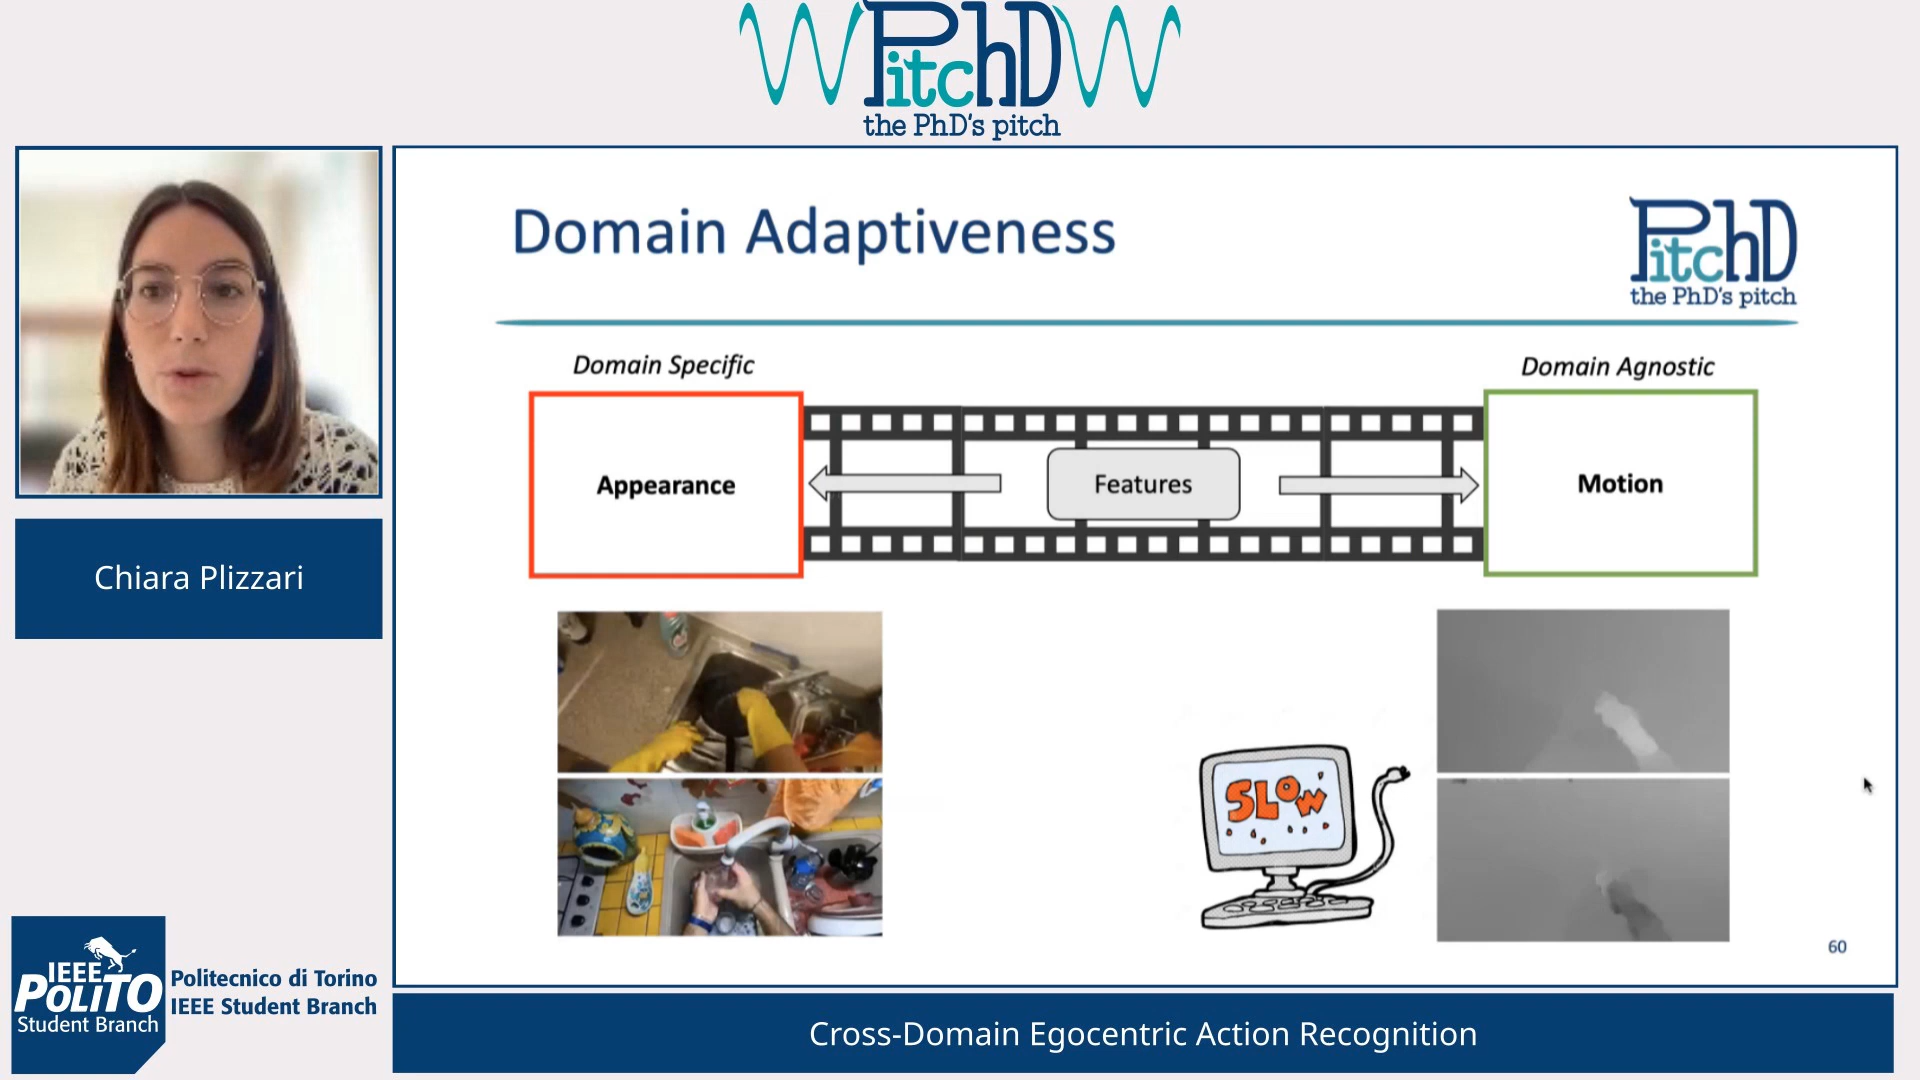 PitchD
the PhD's pitch
Chiara Plizzari
Domain Adaptiveness
PitchD
the PhD's pitch
Domain Specific
Domain Agnostic
Appearance
Features
Motion
SLOW
60
IEEE
POLITO
Student Branch
Politecnico di Torino
IEEE Student Branch
Cross-Domain Egocentric Action Recognition